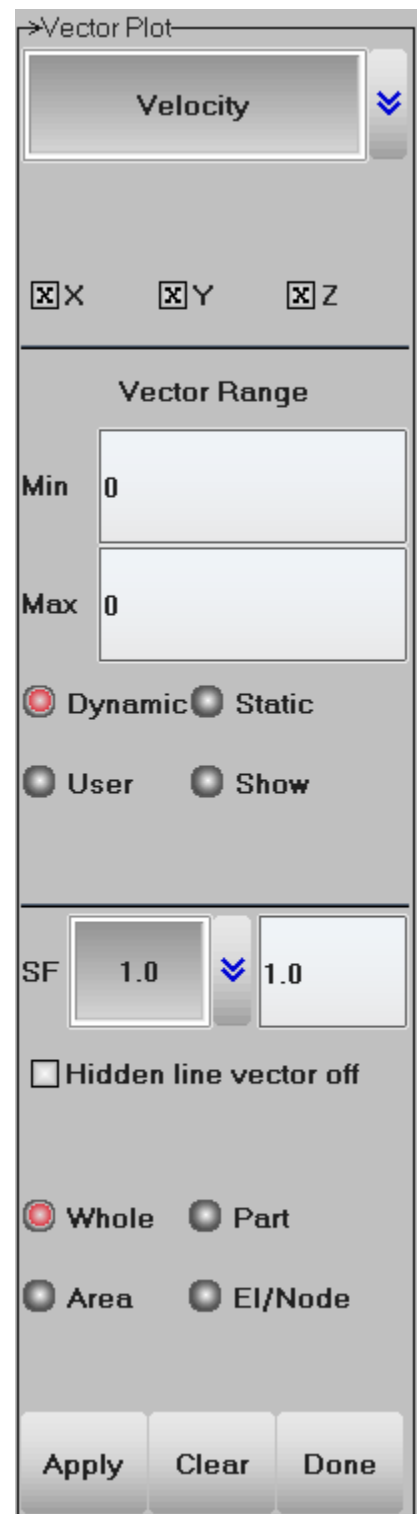 ->Vector Plot
Velocity
X Y Z
Vector Range
Min 0
Max 0
Dynamic Static
User Show
SF 1.0 1.0
Hidden line vector off
Whole Part
Area El/Node
Apply Clear Done